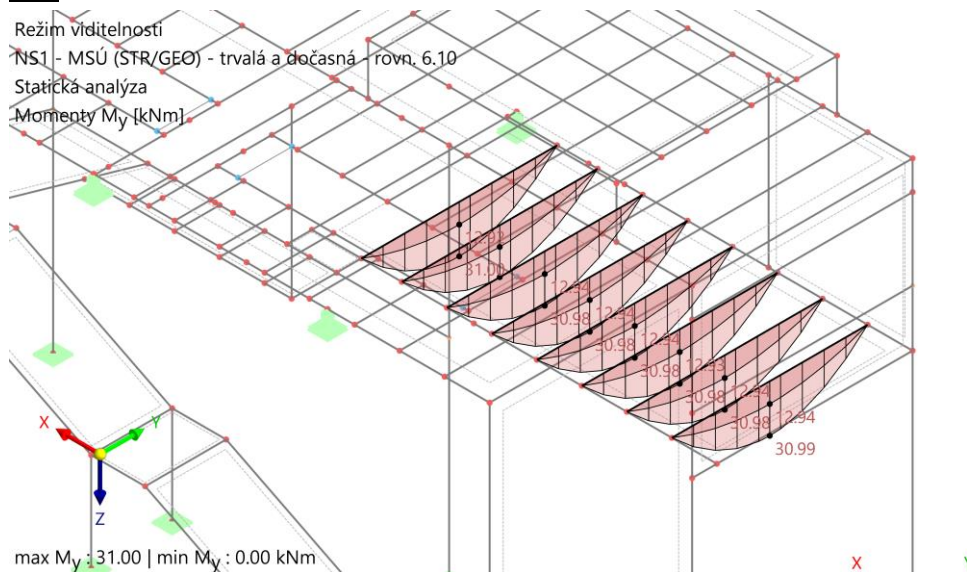 Režim viditelnosti
NS1 - MSÚ (STR/GEO) - trvalá a dočasná - rovn. 6.10
Statická analýza
Momenty My [kNm]
12.93
31.00
12.94
30.98
12.94
30.98
12.94
30.98
12.93
30.98
12.94
30.98
12.94
30.99
X
Y
Z
max My : 31.00 | min My : 0.00 kNm
X